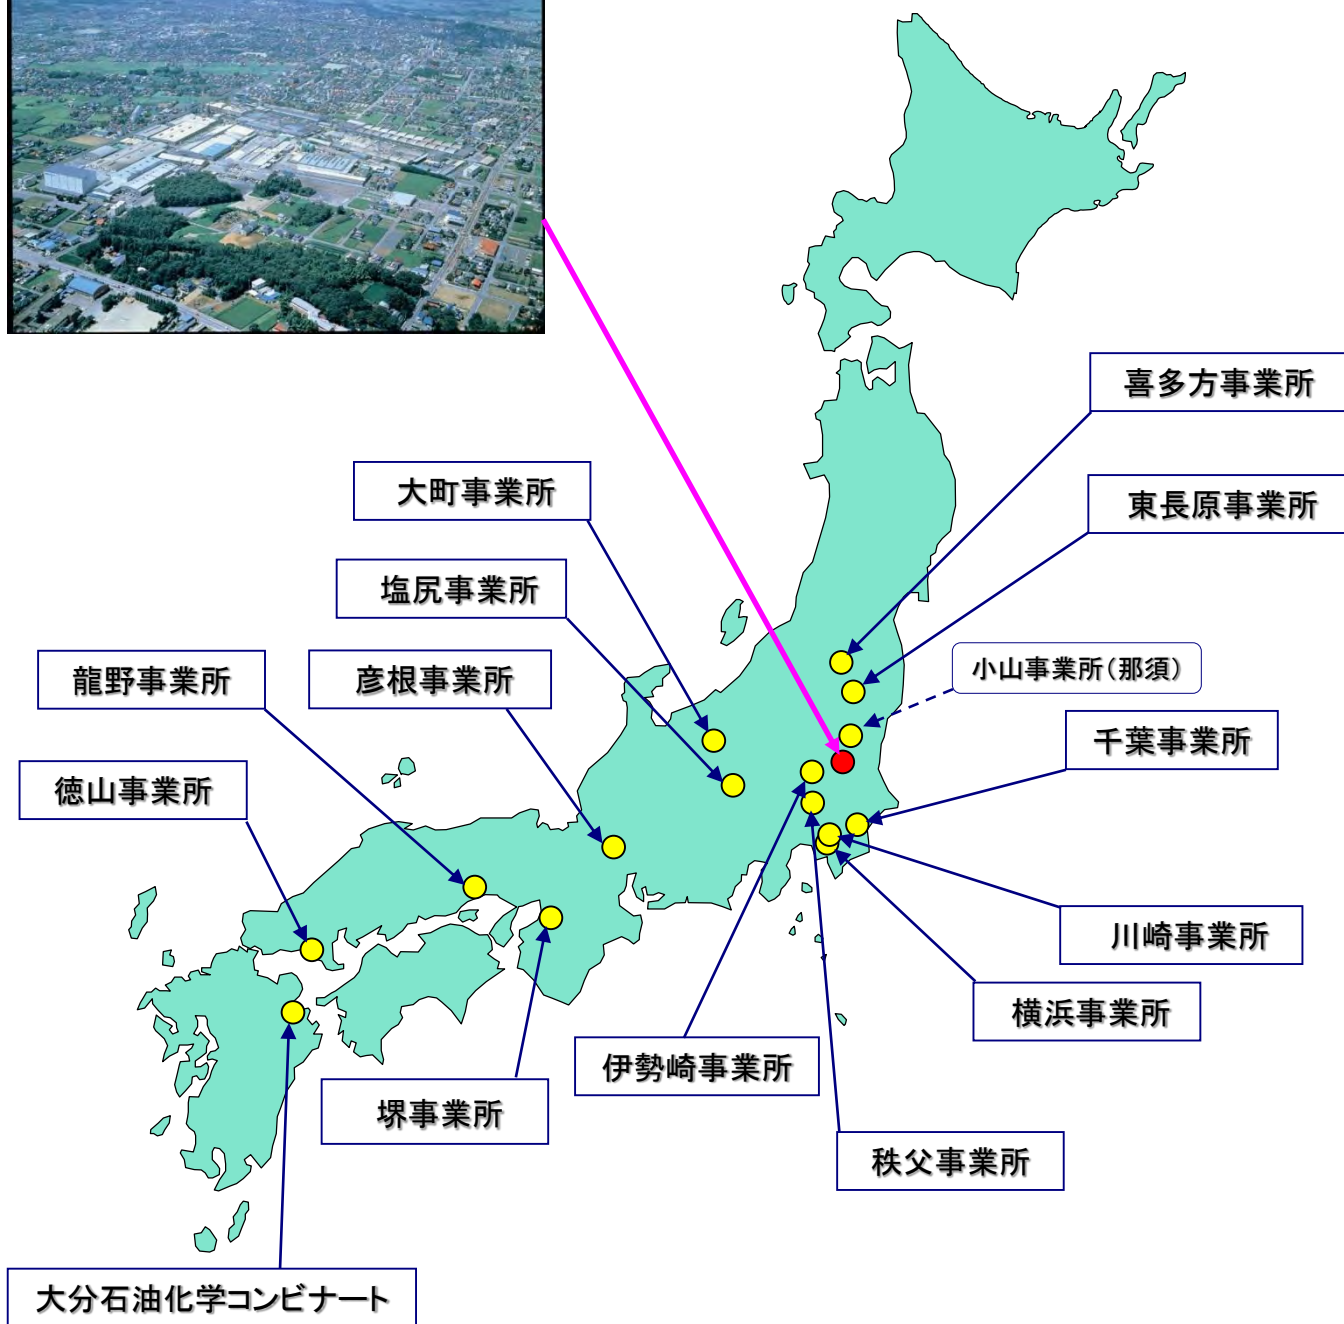 喜多方事業所
大町事業所
東長原事業所
塩尻事業所
小山事業所（那須）
龍野事業所
彦根事業所
千葉事業所
徳山事業所
川崎事業所
横浜事業所
伊勢崎事業所
堺事業所
秩父事業所
大分石油化学コンビナート